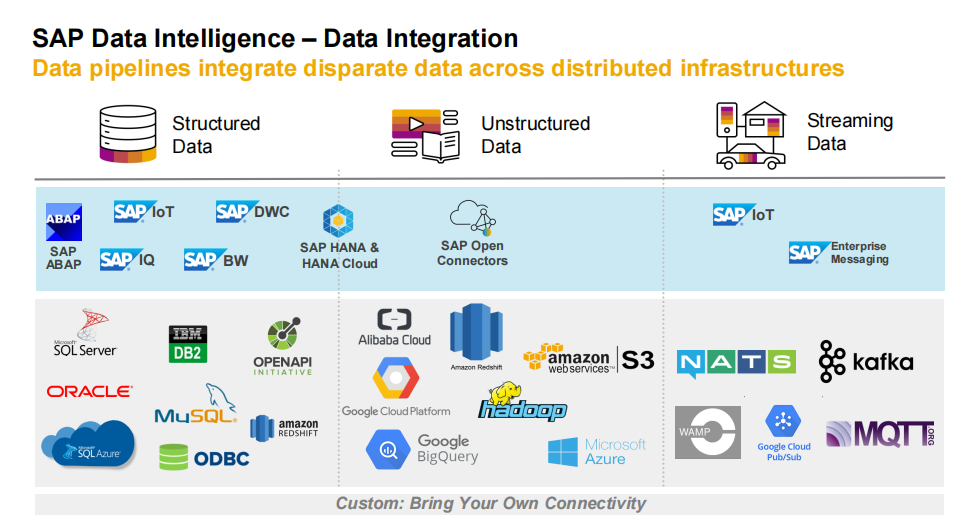 SAP Data Intelligence – Data Integration
Data pipelines integrate disparate data across distributed infrastructures
Structured
Data
Unstructured
Data
Streaming
Data
ABAP
SAP
ABAP
SAP IoT
SAP DWC
SAP IQ
SAP BW
SAP HANA &
HANA Cloud
SAP Open
Connectors
SAP IoT
SAP Enterprise
Messaging
Microsoft
SQL Server
IBM
DB2
OPENAPI
INITIATIVE
ORACLE
MySQL
amazon
REDSHIFT
Microsoft
SQL Azure
ODBC
Alibaba Cloud
Amazon Redshift
amazon
web services™
S3
Google Cloud Platform
hadoop
Google
BigQuery
Microsoft
Azure
NATS
kafka
WAMP
Google Cloud
Pub/Sub
MQTT.ORG
Custom: Bring Your Own Connectivity